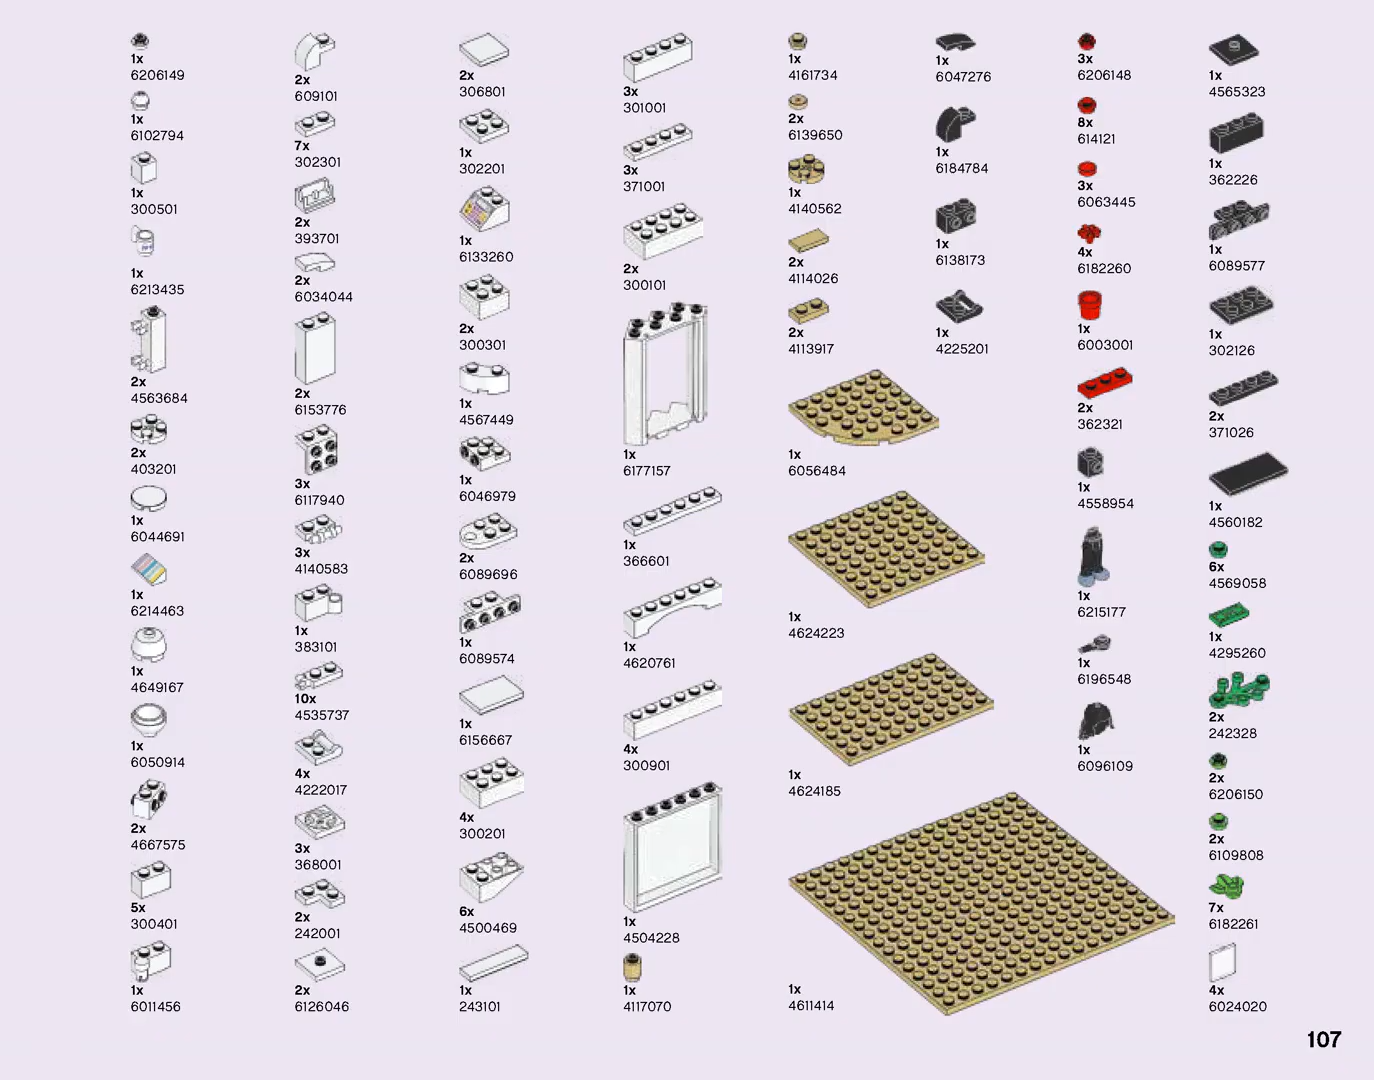 1x
6206149
1x
6102794
1x
300501
1x
6213435
2x
4563684
2x
403201
1x
6044691
1x
6214463
1x
4649167
1x
6050914
2x
4667575
5x
300401
1x
6011456
2x
609101
7x
302301
2x
393701
2x
6034044
2x
6153776
3x
6117940
3x
4140583
1x
383101
10x
4535737
4x
4222017
3x
368001
2x
242001
2x
6126046
2x
306801
1x
302201
1x
6133260
2x
300301
1x
4567449
1x
6046979
2x
6089696
1x
6089574
1x
6156667
4x
300201
6x
4500469
1x
243101
3x
301001
3x
371001
2x
300101
1x
6177157
1x
366601
1x
4620761
4x
300901
1x
4504228
1x
4117070
1x
4161734
2x
6139650
1x
4140562
2x
4114026
2x
4113917
1x
6056484
1x
4624223
1x
4624185
1x
4611414
1x
6047276
1x
6184784
1x
6138173
1x
4225201
3x
6206148
8x
614121
3x
6063445
4x
6182260
1x
6003001
2x
362321
1x
4558954
1x
6215177
1x
6196548
1x
6096109
1x
4565323
1x
362226
1x
6089577
1x
302126
2x
371026
1x
4560182
6x
4569058
1x
4295260
2x
242328
2x
6206150
2x
6109808
7x
6182261
4x
6024020
107